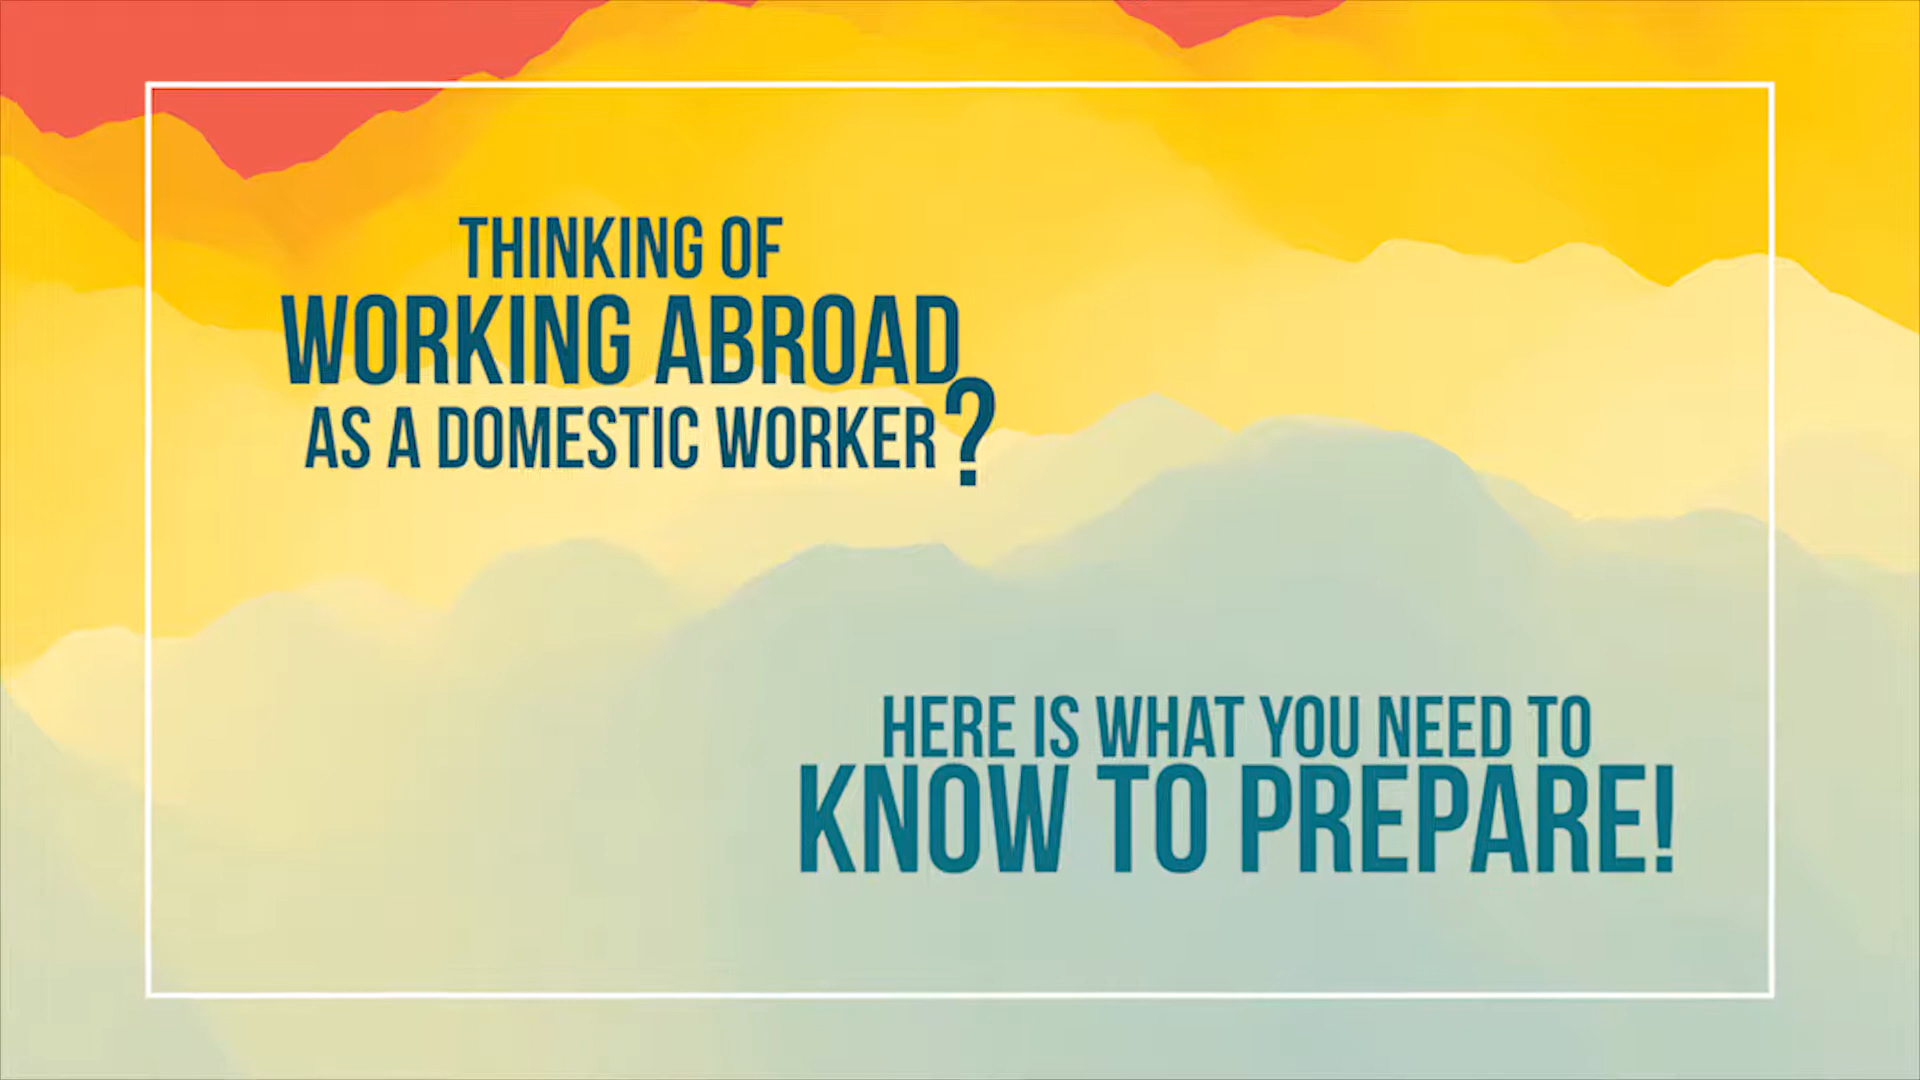 THINKING OF
WORKING ABROAD
AS A DOMESTIC WORKER?
HERE IS WHAT YOU NEED TO
KNOW TO PREPARE!